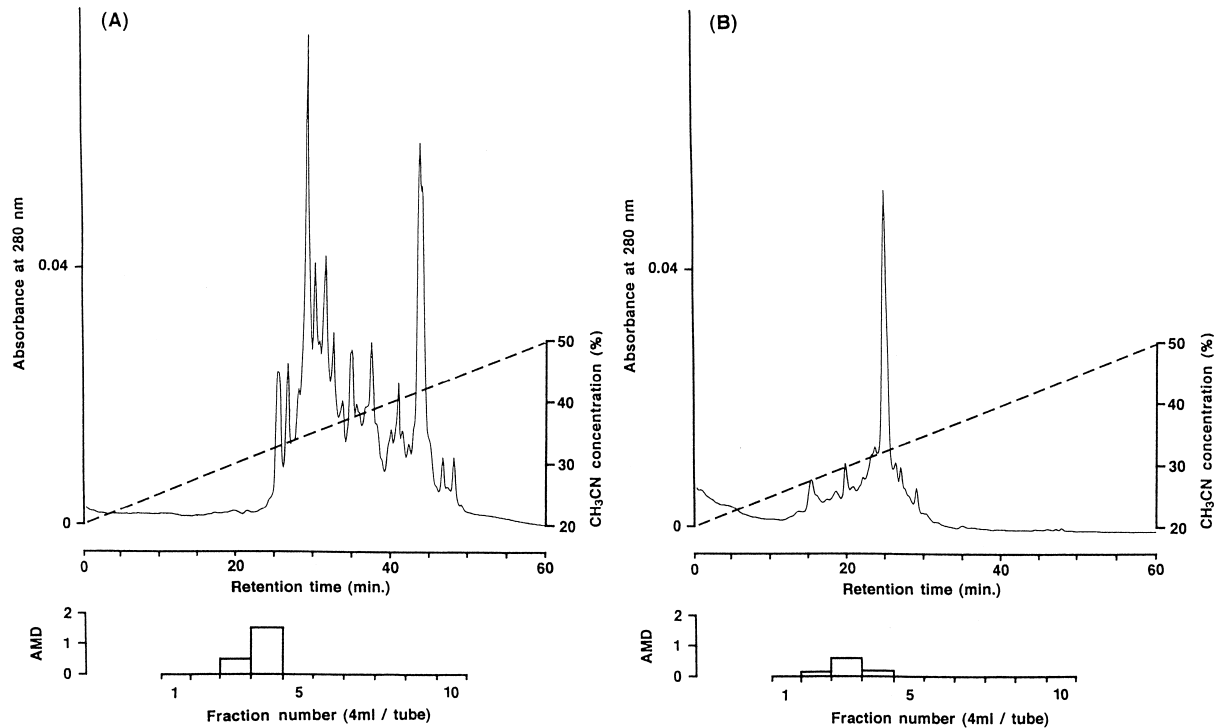 (A)
Absorbance at 280 nm
0.04
0
50
40
30
20
CH₃CN concentration (%)
0 20 40 60
Retention time (min.)
AMD
2
1
0
1 5 10
Fraction number (4ml / tube)
(B)
Absorbance at 280 nm
0.04
0
50
40
30
20
CH₃CN concentration (%)
0 20 40 60
Retention time (min.)
AMD
2
1
0
1 5 10
Fraction number (4ml / tube)